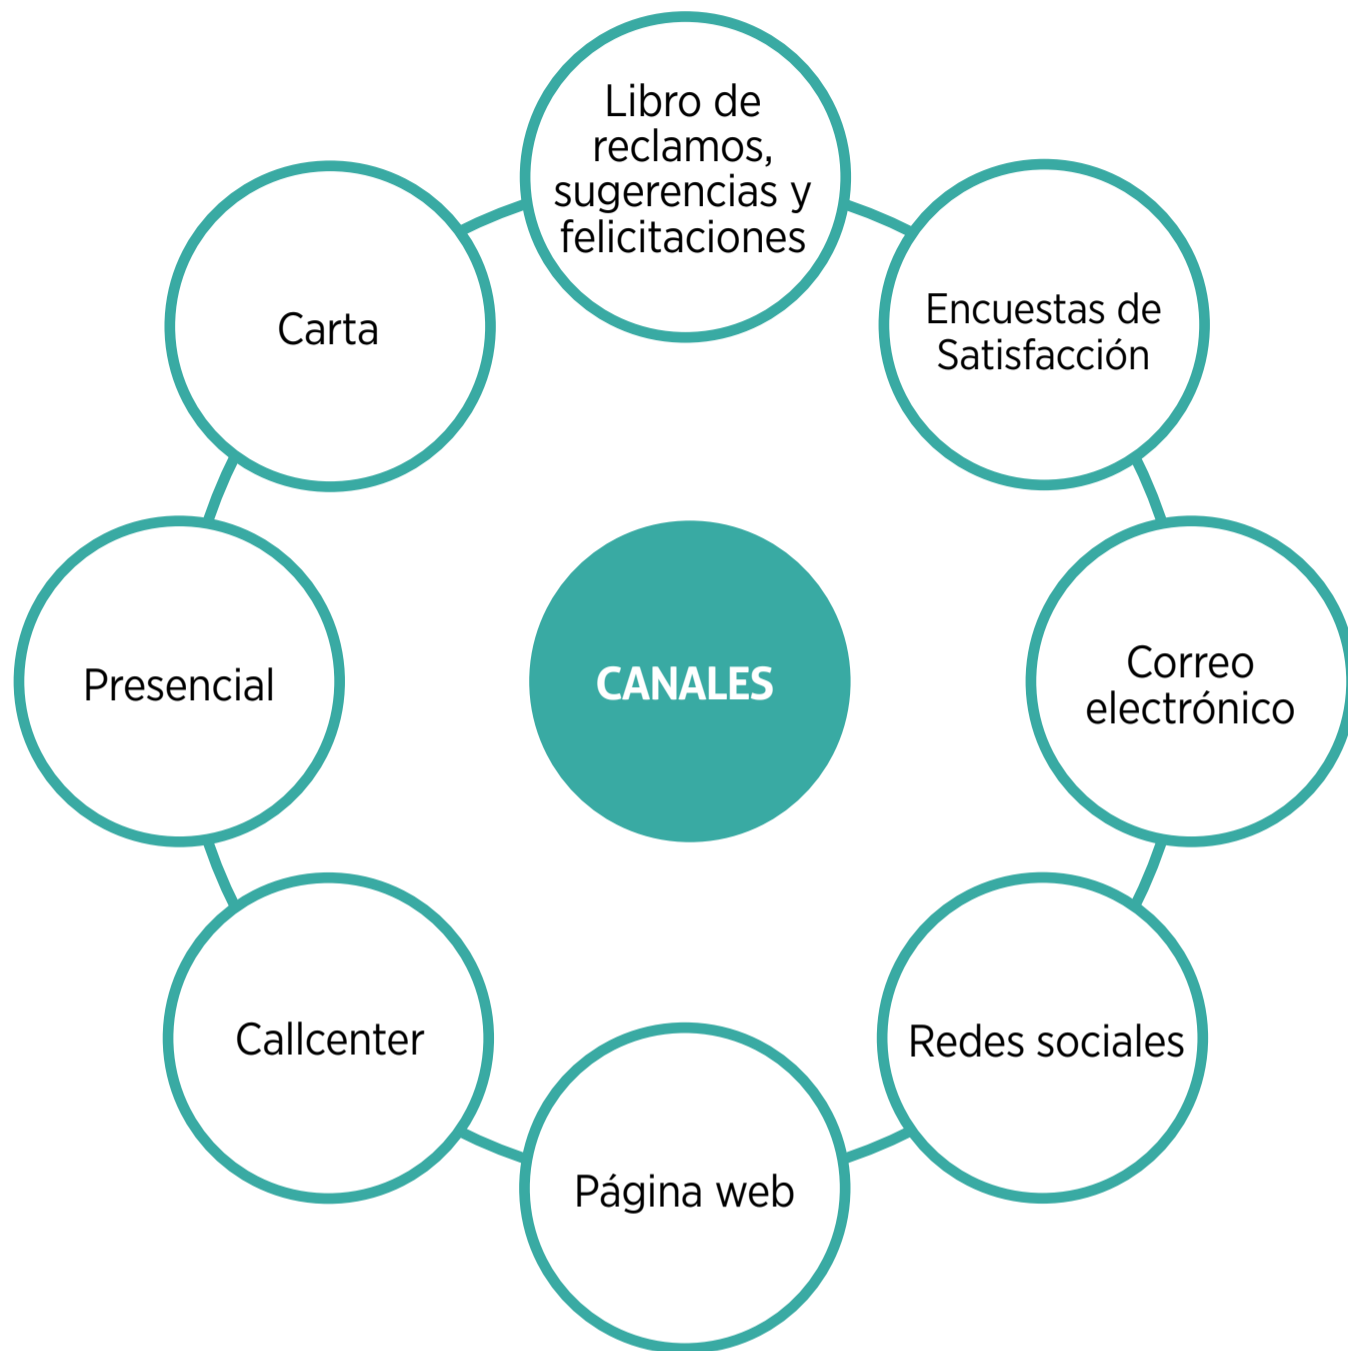 Libro de
reclamos,
sugerencias y
felicitaciones
Encuestas de
Satisfacción
Correo
electrónico
Redes sociales
Página web
Callcenter
Presencial
Carta
CANALES